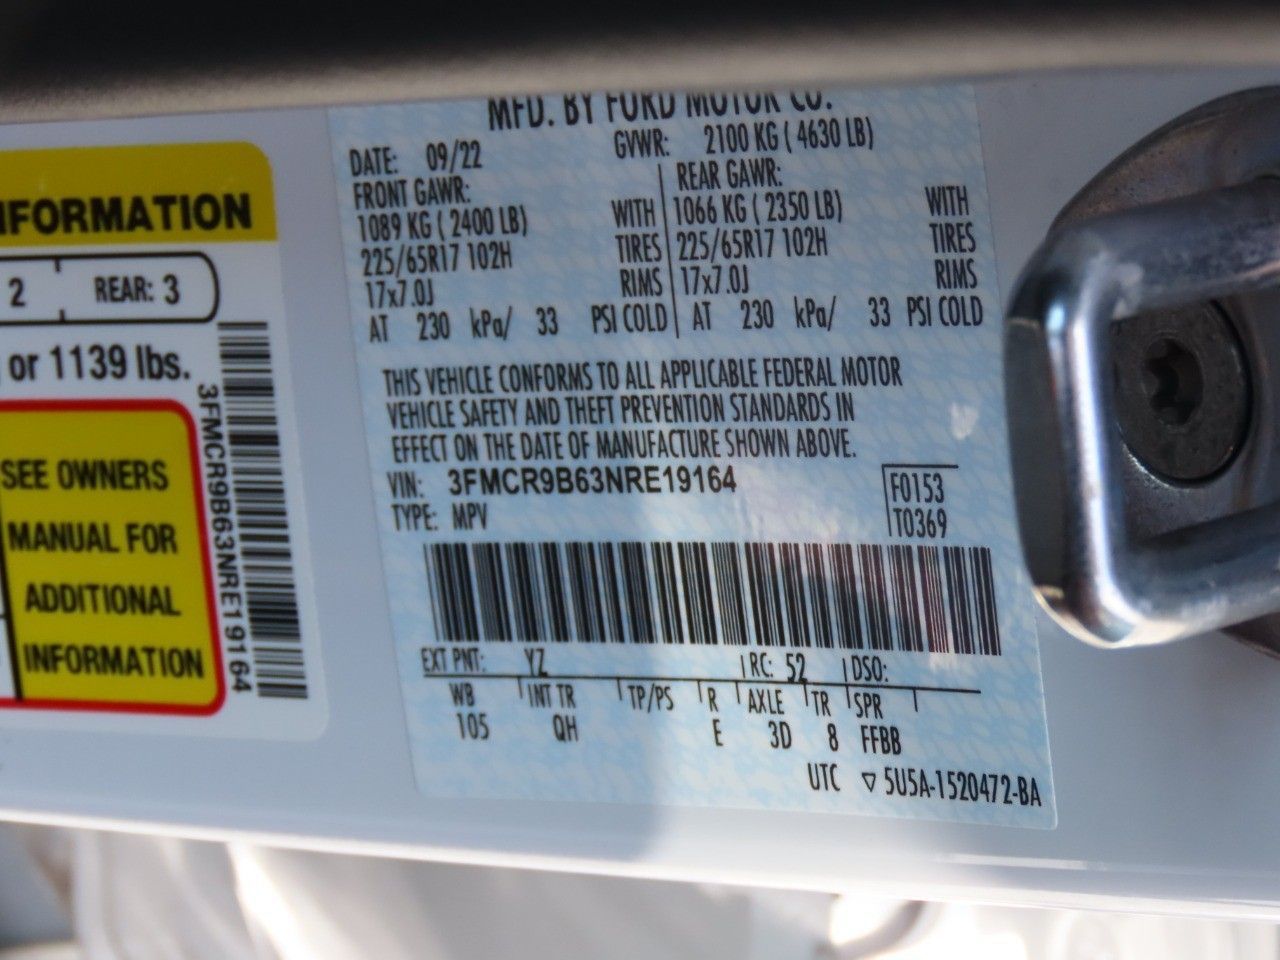 NFORMATION
2 REAR: 3
or 1139 lbs.
SEE OWNERS
MANUAL FOR
ADDITIONAL
INFORMATION
3FMCR9B63NRE19164
MFD. BY FORD MOTOR CO.
DATE: 09/22 GVWR: 2100 KG ( 4630 LB)
FRONT GAWR: REAR GAWR:
1089 KG ( 2400 LB) WITH 1066 KG ( 2350 LB) WITH
225/65R17 102H TIRES 225/65R17 102H TIRES
17x7.0J RIMS 17x7.0J RIMS
AT 230 kPa/ 33 PSI COLD AT 230 kPa/ 33 PSI COLD
THIS VEHICLE CONFORMS TO ALL APPLICABLE FEDERAL MOTOR
VEHICLE SAFETY AND THEFT PREVENTION STANDARDS IN
EFFECT ON THE DATE OF MANUFACTURE SHOWN ABOVE.
VIN: 3FMCR9B63NRE19164 F0153
TYPE: MPV T0369
EXT PNT: YZ RC: 52 DSO:
WB INT TR TP/PS R AXLE TR SPR
105 QH E 3D 8 FFBB
UTC ▽ 5U5A-1520472-BA